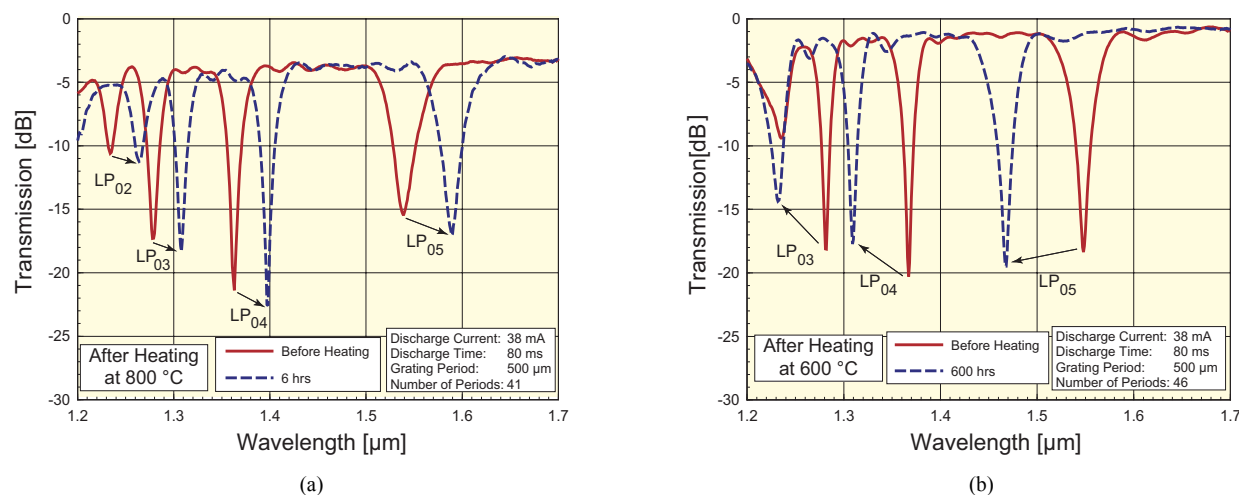 0
-5
-10
-15
-20
-25
-30
Transmission [dB]
LP02
LP03
LP04
LP05
After Heating
at 800 °C
Before Heating
6 hrs
Discharge Current: 38 mA
Discharge Time: 80 ms
Grating Period: 500 µm
Number of Periods: 41
1.2 1.3 1.4 1.5 1.6 1.7
Wavelength [µm]
(a)
0
-5
-10
-15
-20
-25
-30
Transmission[dB]
LP03
LP04
LP05
After Heating
at 600 °C
Before Heating
600 hrs
Discharge Current: 38 mA
Discharge Time: 80 ms
Grating Period: 500 µm
Number of Periods: 46
1.2 1.3 1.4 1.5 1.6 1.7
Wavelength [µm]
(b)